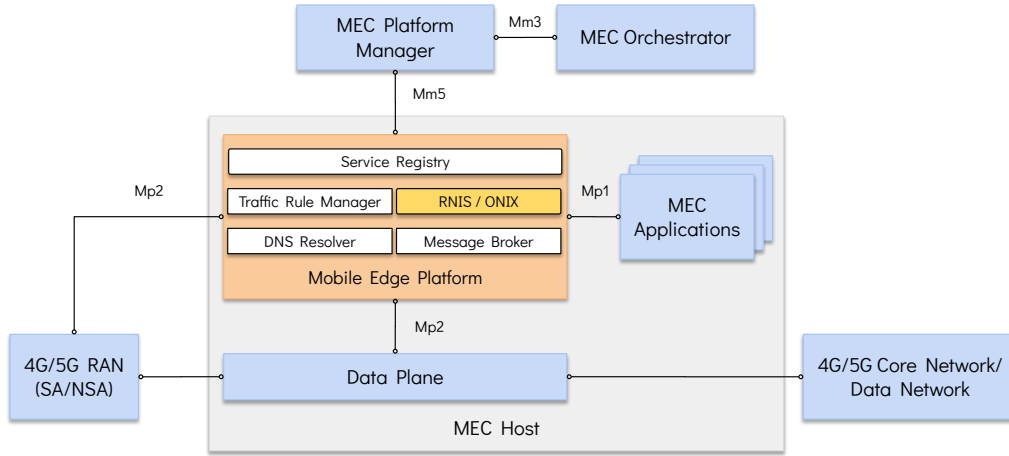 MEC Platform
Manager
Mm3
MEC Orchestrator
Mm5
Service Registry
Mp2
Traffic Rule Manager
RNIS / ONIX
Mp1
MEC
Applications
DNS Resolver
Message Broker
Mobile Edge Platform
Mp2
4G/5G RAN
(SA/NSA)
Data Plane
4G/5G Core Network/
Data Network
MEC Host